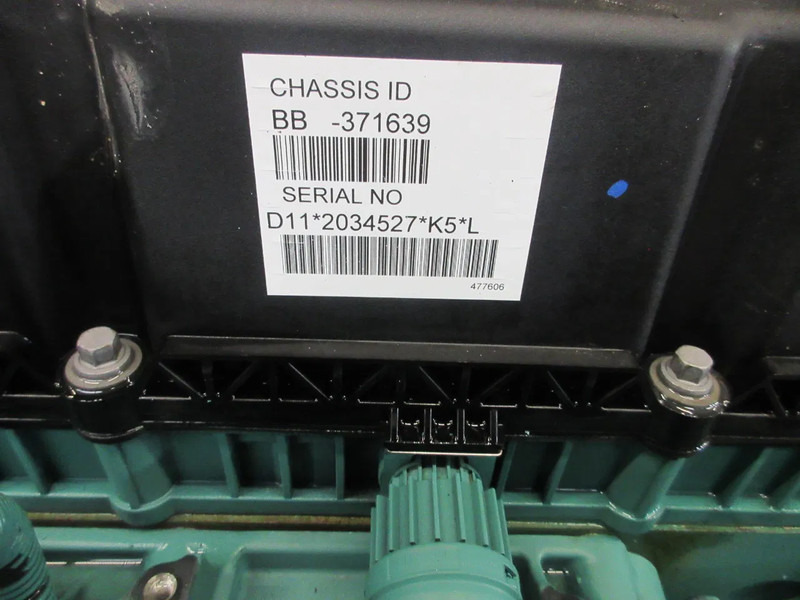 CHASSIS ID
BB -371639
SERIAL NO
D11*2034527*K5*L
477606